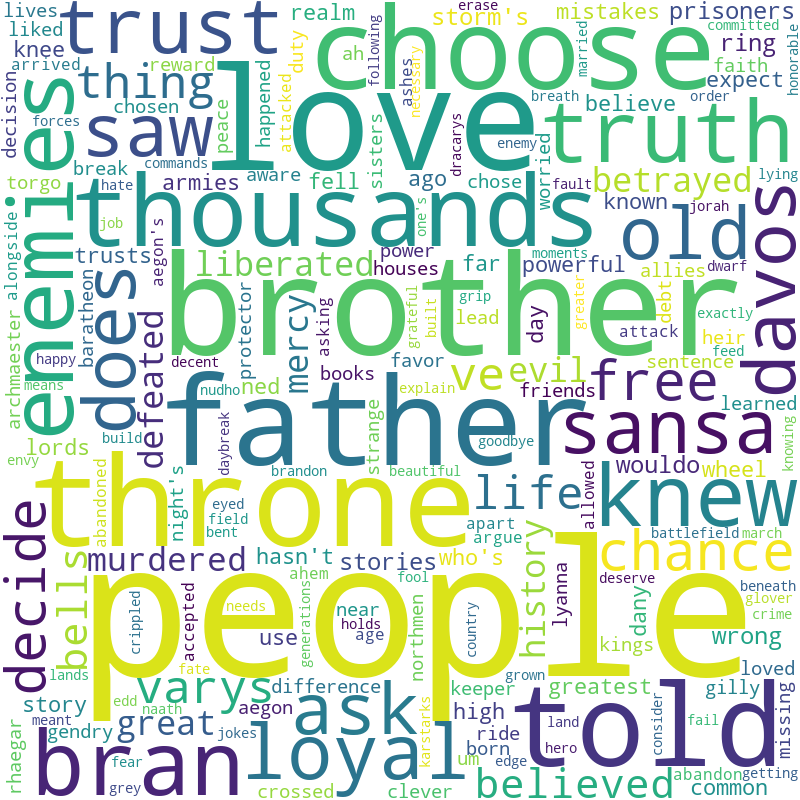 lives
trust
realm
storm's
erase
mistakes
prisoners
liked
knee
choose
committed
arrived
thing
reward
ah
duty
following
married
ring
honorable
decision
love
faith
expect
forces
chosen
peace
happened
attacked
ashes
necessary
breath
order
believe
saw
truth
enemies
break
commands
aware
sisters
dracarys
enemy
fault
lying
torgo
hate
armies
fell
ago
chose
worried
betrayed
jorah
alongside
job
thousands
one's
known
old
davos
trusts
aegon's
liberated
power
houses
far
moments
powerful
allies
dwarf
archmaester
baratheon
does
brother
protector
mercy
asking
grateful
built
grip
lead
day
greater
attack
debt
heir
exactly
feed
happy
defeated
decent
books
favor
ve
evil
friends
free
sentence
means
nudho
ned
explain
learned
father
sansa
lords
daybreak
strange
goodbye
knowing
envy
night's
brandon
beautiful
life
allowed
wouldo
wheel
throne
knew
abandoned
eyed
field
bent
apart
argue
history
battlefield
march
decide
bells
murdered
hasn't
stories
who's
lyanna
chance
people
ahem
fool
deserve
beneath
crippled
accepted
needs
use
generations
near
holds
age
northmen
country
dany
glover
crime
kings
wrong
lands
fate
varys
difference
keeper
grown
greatest
loved
gilly
missing
story
meant
edd
naath
great
aegon
ask
karstarks
high
ride
born
land
told
consider
rhaegar
gendry
jokes
loyal
um
edge
hero
fail
fear
grey
bran
crossed
clever
believed
abandon
getting
common